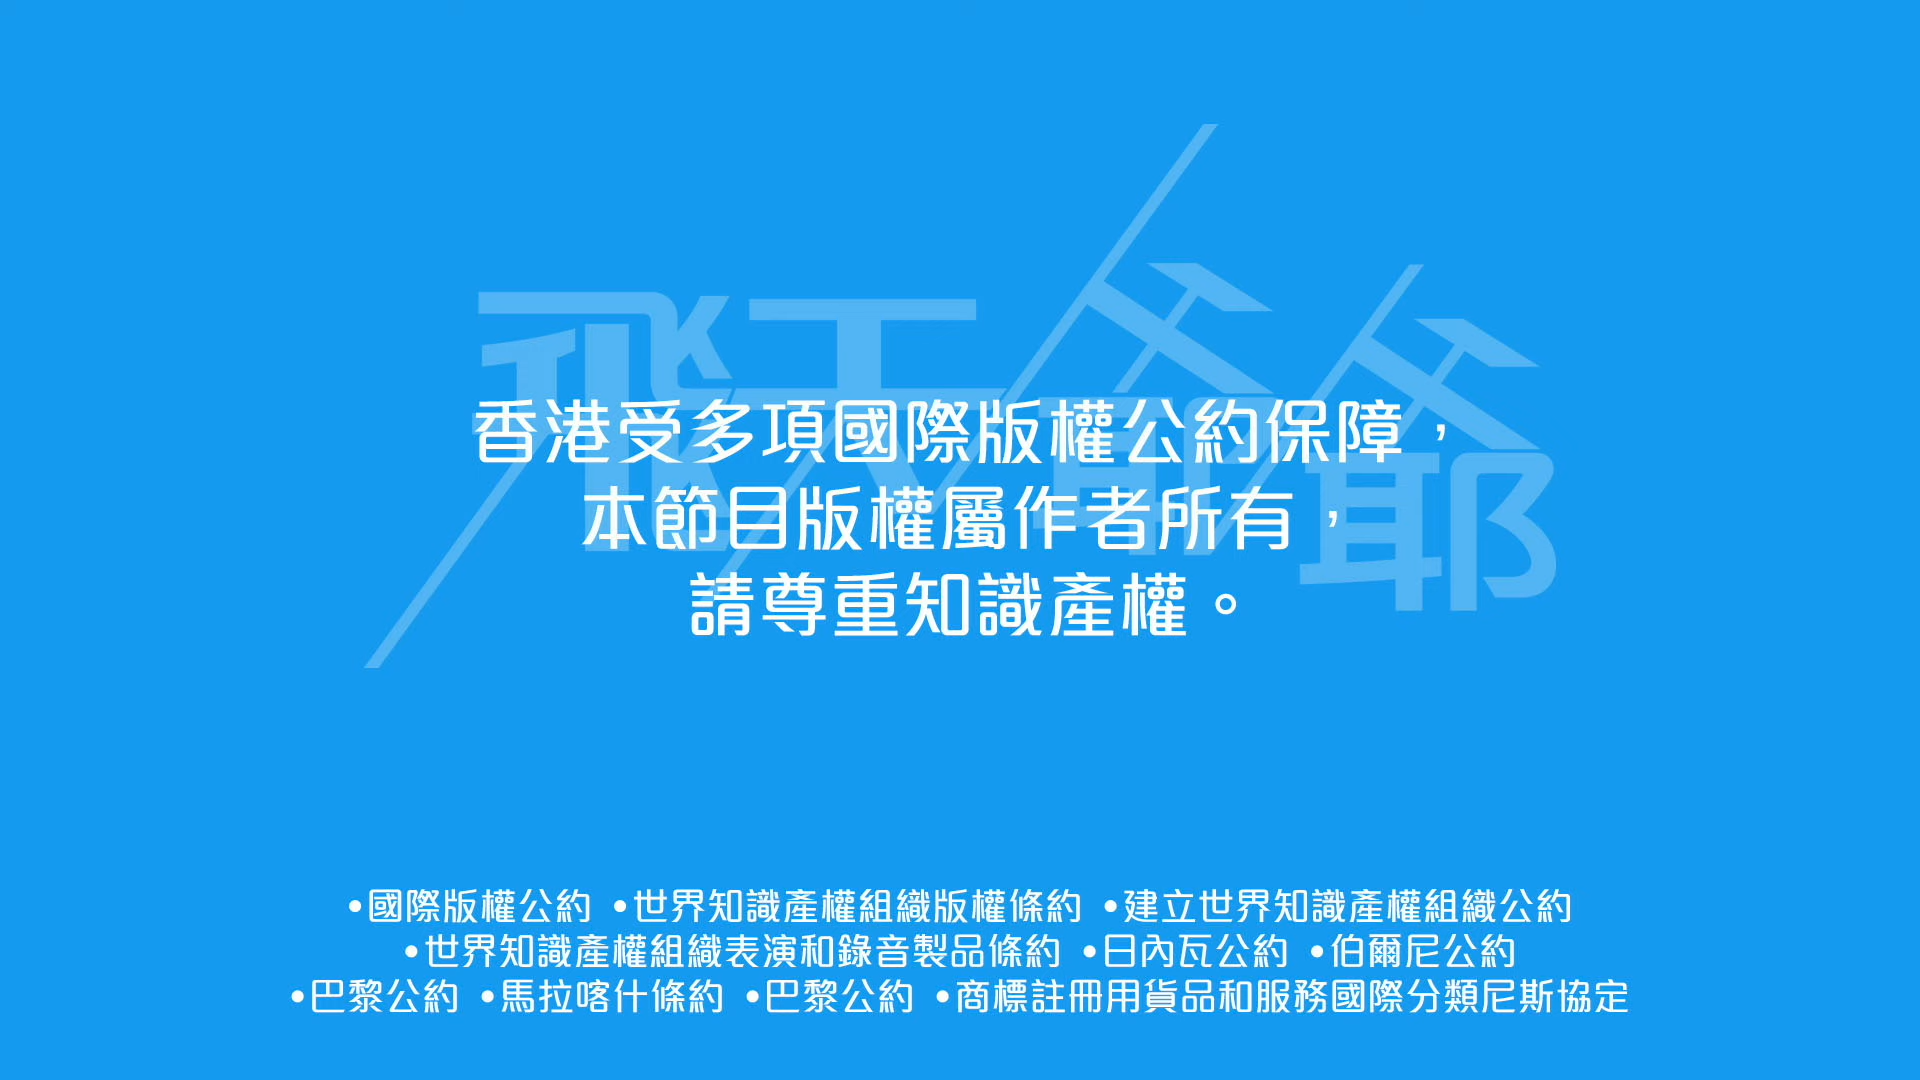 飛天爺爺
香港受多項國際版權公約保障，
本節目版權屬作者所有，
請尊重知識產權。
•國際版權公約 •世界知識產權組織版權條約 •建立世界知識產權組織公約
•世界知識產權組織表演和錄音製品條約 •日內瓦公約 •伯爾尼公約
•巴黎公約 •馬拉喀什條約 •巴黎公約 •商標註冊用貨品和服務國際分類尼斯協定